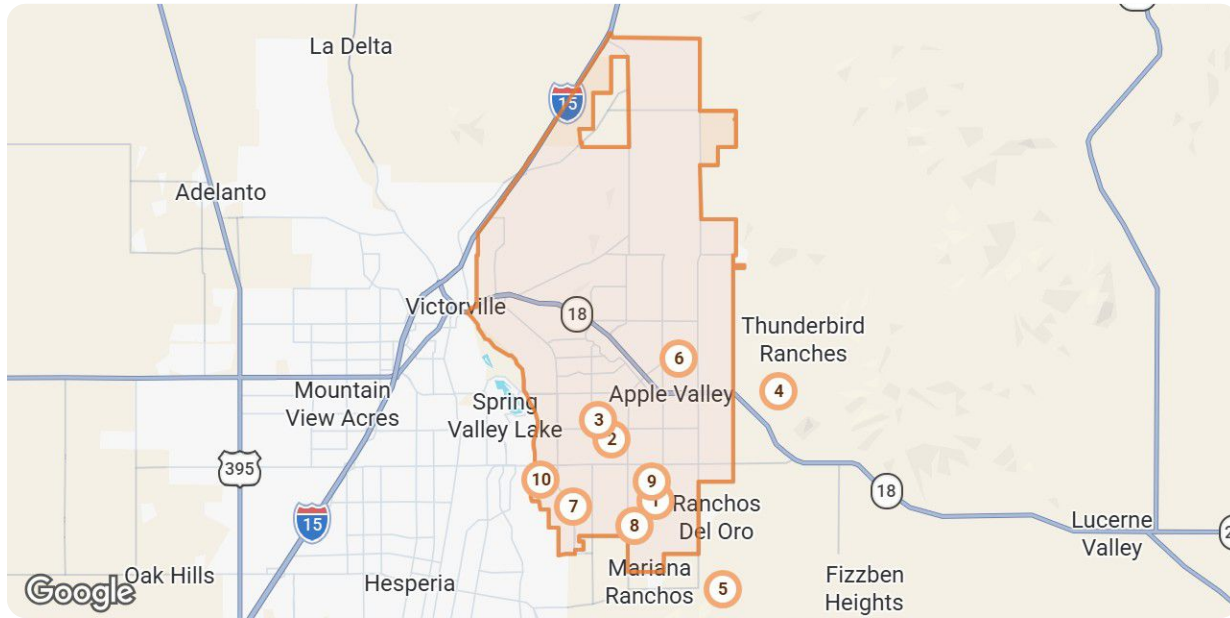 La Delta
15
Adelanto
Victorville
18
Thunderbird
Ranches
6
4
Mountain
View Acres
Apple Valley
Spring
Valley Lake
3
2
395
10
9
7
1
Ranchos
Del Oro
8
18
15
Lucerne
Valley
2
Oak Hills
Hesperia
Mariana
Ranchos
5
Fizzben
Heights
Google